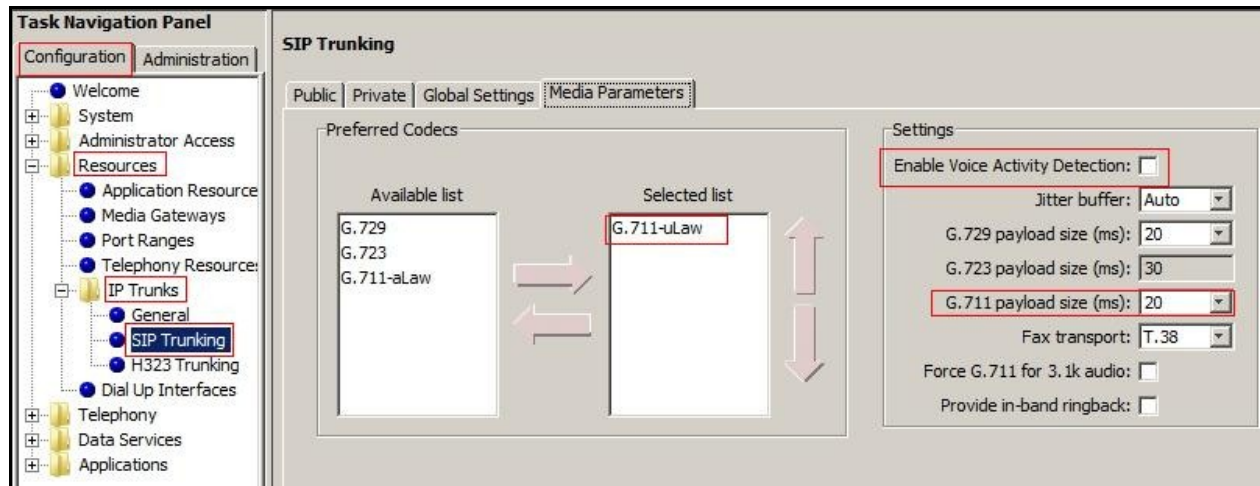 Task Navigation Panel
Configuration
Administration
Welcome
System
Administrator Access
Resources
Application Resource
Media Gateways
Port Ranges
Telephony Resource
IP Trunks
General
SIP Trunking
H323 Trunking
Dial Up Interfaces
Telephony
Data Services
Applications
SIP Trunking
Public
Private
Global Settings
Media Parameters
Preferred Codecs
Available list
G.729
G.723
G.711-aLaw
Selected list
G.711-uLaw
Settings
Enable Voice Activity Detection:
Jitter buffer: Auto
G.729 payload size (ms): 20
G.723 payload size (ms): 30
G.711 payload size (ms): 20
Fax transport: T.38
Force G.711 for 3.1k audio:
Provide in-band ringback: